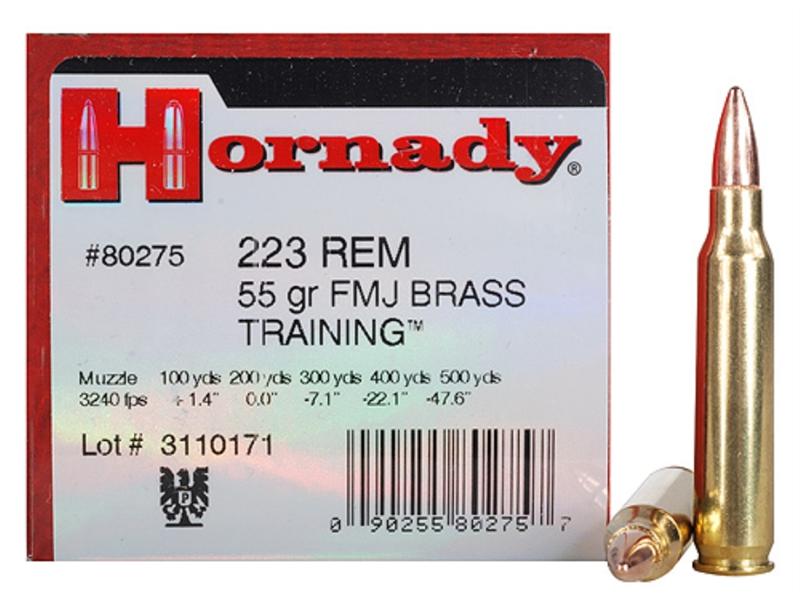 Hornady®
#80275 223 REM
55 gr FMJ BRASS
TRAINING™
Muzzle 100 yds 200 yds 300 yds 400 yds 500 yds
3240 fps + 1.4" 0.0" -7.1" -22.1" -47.6"
Lot # 3110171
P
0 90255 80275 7